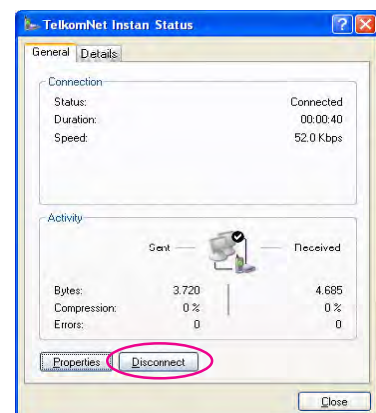 TelkomNet Instan Status
General Details
Connection
Status: Connected
Duration: 00:00:40
Speed: 52.0 Kbps
Activity
Sent Received
Bytes: 3.720 4.685
Compression: 0 % 0 %
Errors: 0 0
Properties Disconnect
Close